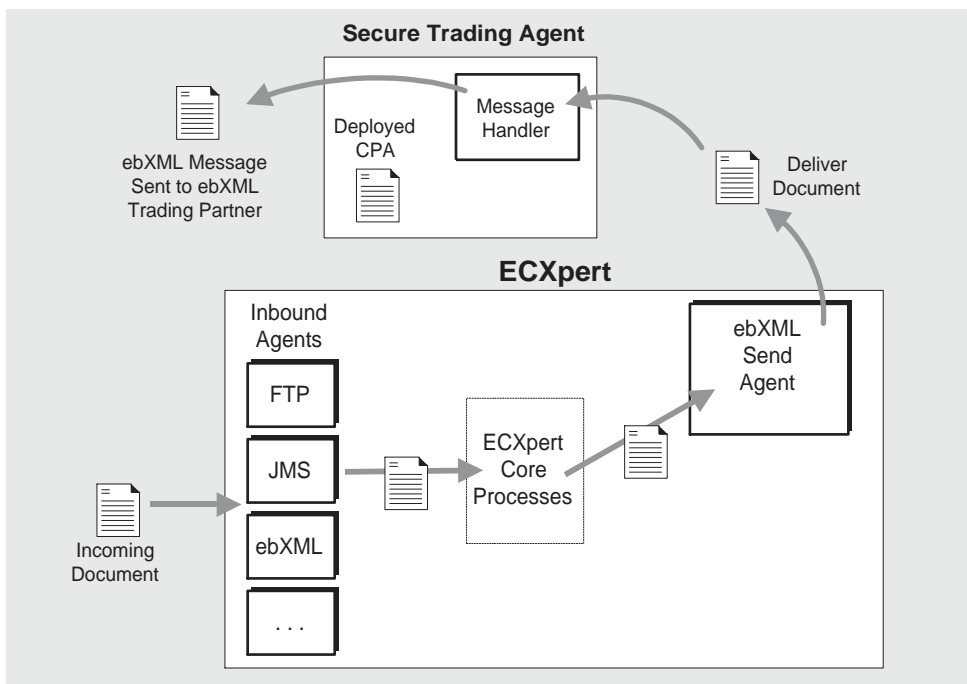 Secure Trading Agent
Message
Handler
Deployed
CPA
ebXML Message
Sent to ebXML
Trading Partner
Deliver
Document
ECXpert
Inbound
Agents
FTP
JMS
ebXML
. . .
ECXpert
Core
Processes
ebXML
Send
Agent
Incoming
Document